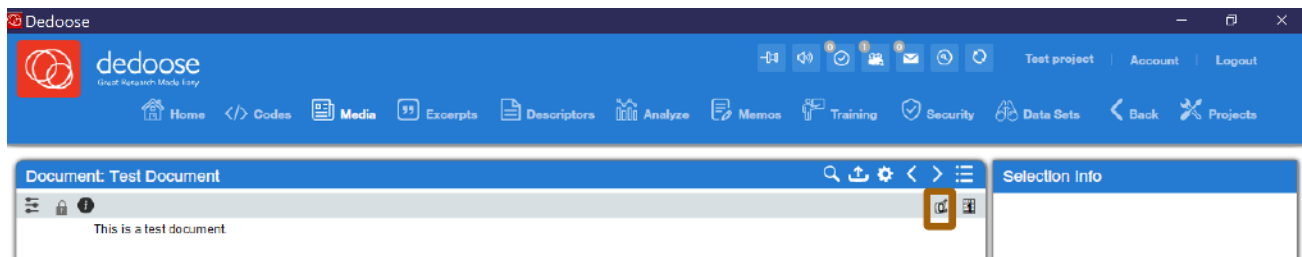 Dedoose
dedoose
Great Research Made Easy
0 1 0
Test project | Account | Logout
Home </> Codes Media Excerpts Descriptors Analyze Memos Training Security Data Sets Back Projects
Document: Test Document
Selection Info
This is a test document.